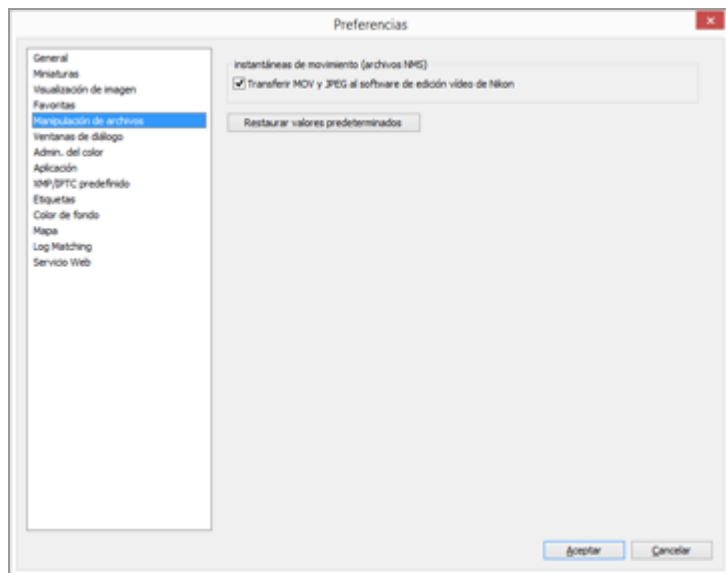 Preferencias
General
Miniaturas
Visualización de imagen
Favoritas
Manipulación de archivos
Ventanas de diálogo
Admin. del color
Aplicación
XMP/IPTC predefinido
Etiquetas
Color de fondo
Mapa
Log Matching
Servicio Web
instantáneas de movimiento (archivos NMS)
Transferir MOV y JPEG al software de edición vídeo de Nikon
Restaurar valores predeterminados
Aceptar
Cancelar